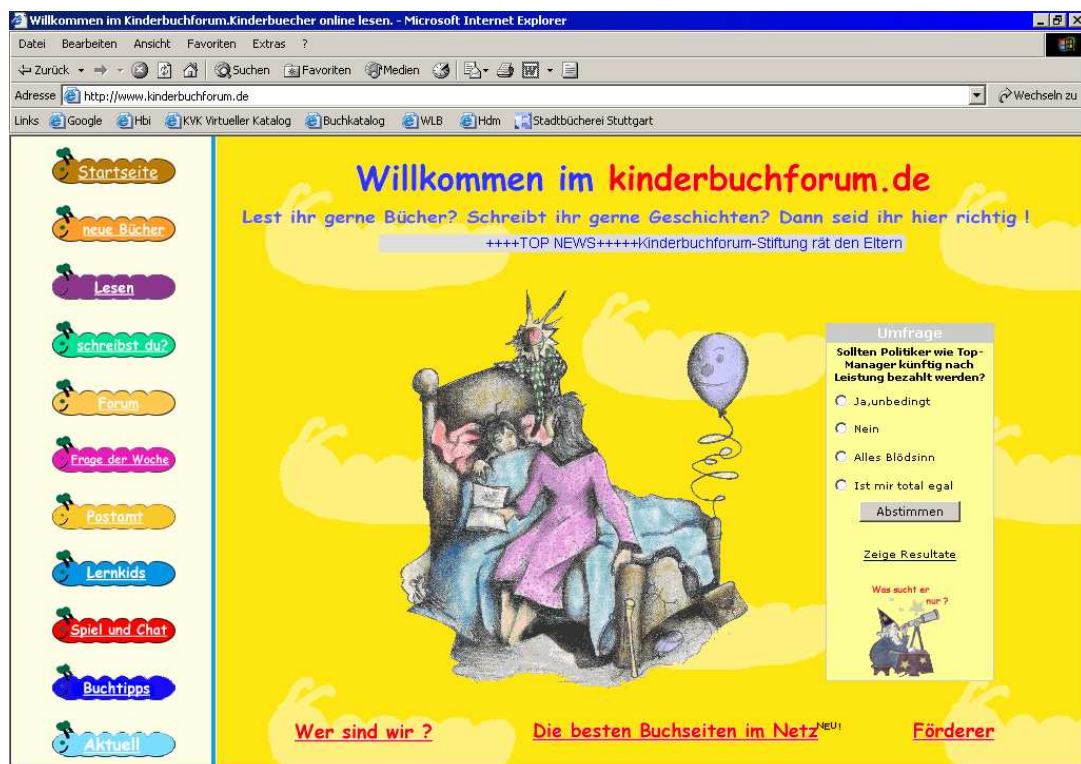 Willkommen im Kinderbuchforum.Kinderbuecher online lesen. - Microsoft Internet Explorer
Datei Bearbeiten Ansicht Favoriten Extras ?
Zurück Suchen Favoriten Medien
Adresse http://www.kinderbuchforum.de Wechseln zu
Links Google Hbi KVK Virtueller Katalog Buchkatalog WLB Hdm Stadtbücherei Stuttgart
Startseite
neue Bücher
Lesen
schreibst du?
Forum
Frage der Woche
Postamt
Lernkids
Spiel und Chat
Buchtipps
Aktuell
Willkommen im kinderbuchforum.de
Lest ihr gerne Bücher? Schreibt ihr gerne Geschichten? Dann seid ihr hier richtig !
++++TOP NEWS+++++Kinderbuchforum-Stiftung rät den Eltern
Umfrage
Sollten Politiker wie Top-
Manager künftig nach
Leistung bezahlt werden?
Ja,unbedingt
Nein
Alles Blödsinn
Ist mir total egal
Abstimmen
Zeige Resultate
Was sucht er
nur ?
Wer sind wir ? Die besten Buchseiten im Netz NEU! Förderer